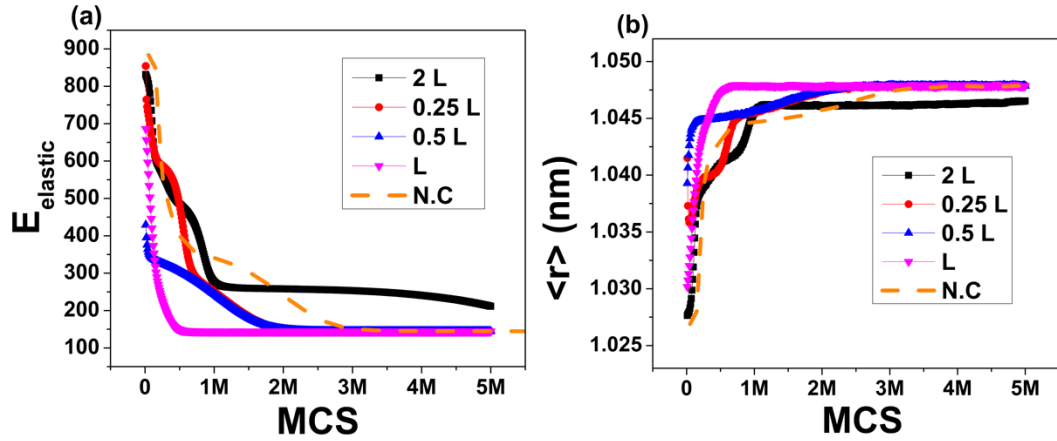 (a)
E elastic
900
800
700
600
500
400
300
200
100
2 L
0.25 L
0.5 L
L
N.C
0 1M 2M 3M 4M 5M
MCS
(b)
<r> (nm)
1.050
1.045
1.040
1.035
1.030
1.025
2 L
0.25 L
0.5 L
L
N.C
0 1M 2M 3M 4M 5M
MCS